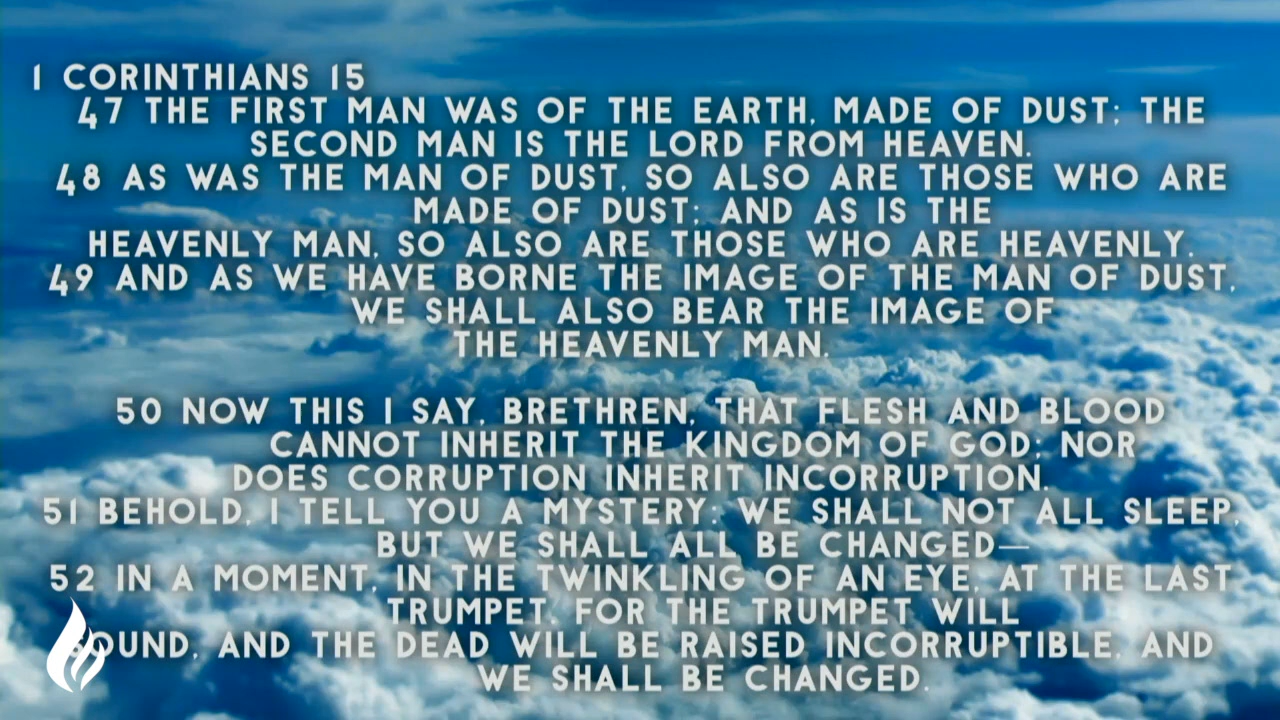 1 CORINTHIANS 15
47 THE FIRST MAN WAS OF THE EARTH, MADE OF DUST; THE
SECOND MAN IS THE LORD FROM HEAVEN.
48 AS WAS THE MAN OF DUST, SO ALSO ARE THOSE WHO ARE
MADE OF DUST; AND AS IS THE
HEAVENLY MAN, SO ALSO ARE THOSE WHO ARE HEAVENLY.
49 AND AS WE HAVE BORNE THE IMAGE OF THE MAN OF DUST,
WE SHALL ALSO BEAR THE IMAGE OF
THE HEAVENLY MAN.
50 NOW THIS I SAY, BRETHREN, THAT FLESH AND BLOOD
CANNOT INHERIT THE KINGDOM OF GOD; NOR
DOES CORRUPTION INHERIT INCORRUPTION.
51 BEHOLD, I TELL YOU A MYSTERY: WE SHALL NOT ALL SLEEP,
BUT WE SHALL ALL BE CHANGED—
52 IN A MOMENT, IN THE TWINKLING OF AN EYE, AT THE LAST
TRUMPET. FOR THE TRUMPET WILL
SOUND, AND THE DEAD WILL BE RAISED INCORRUPTIBLE, AND
WE SHALL BE CHANGED.